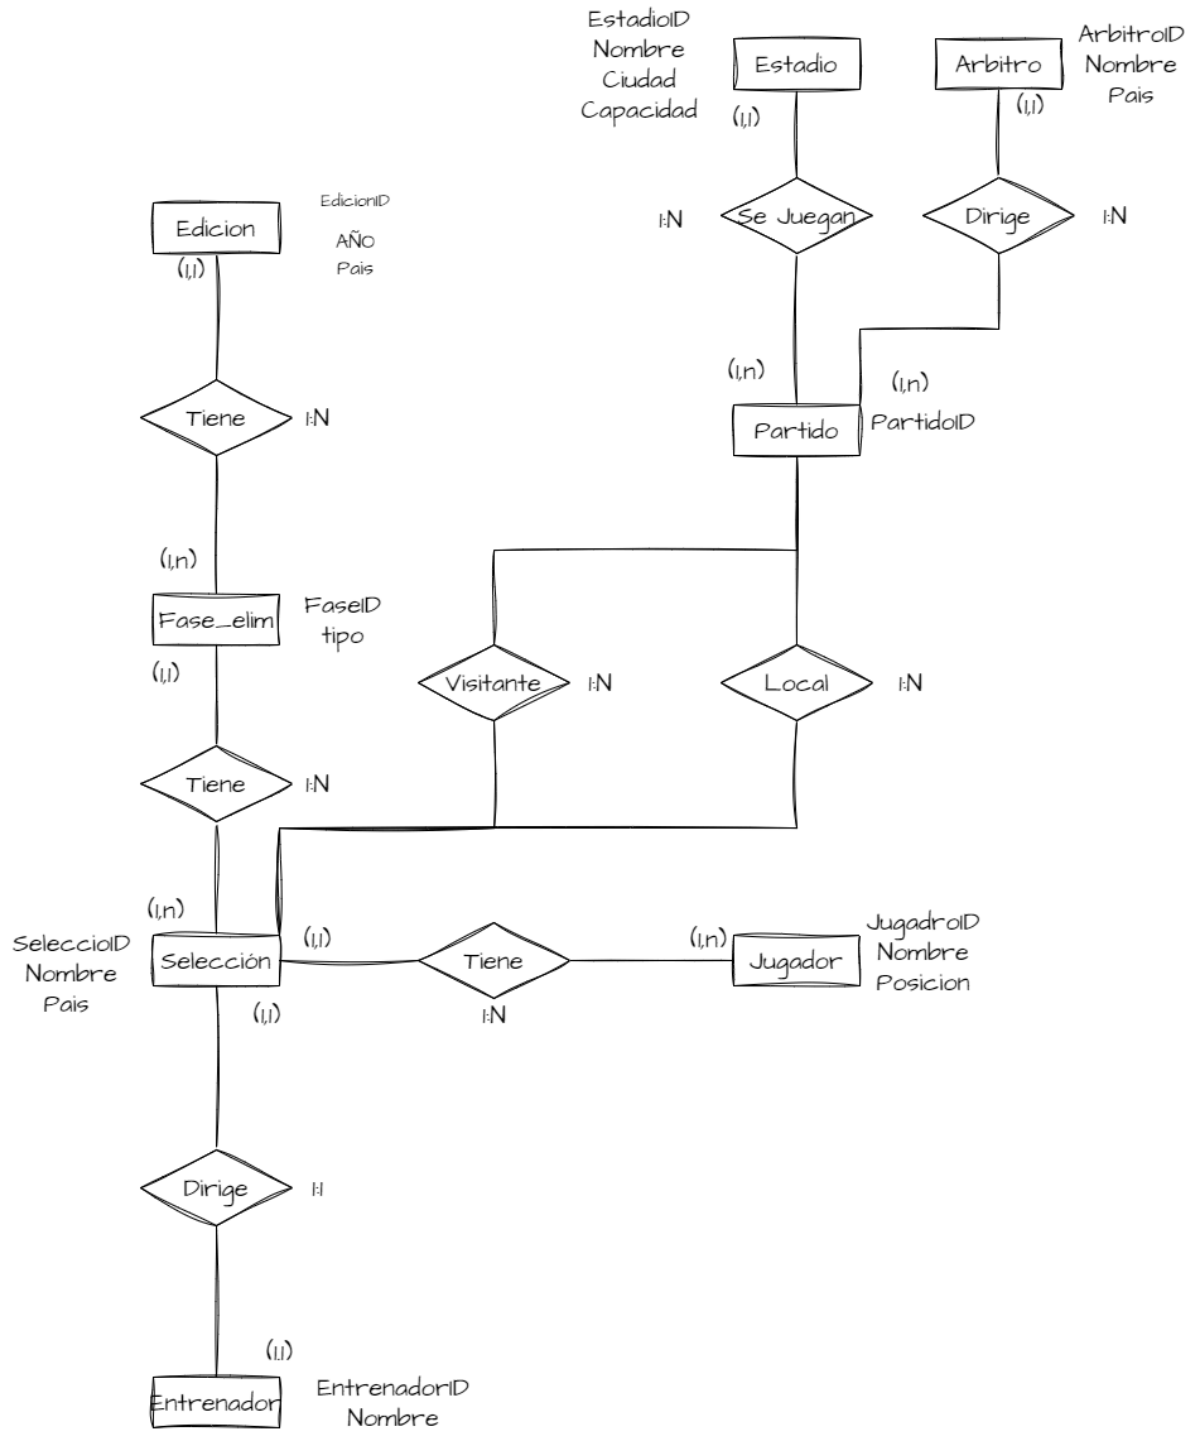 EstadioID
Nombre
Ciudad
Capacidad
Estadio
(1,1)
Arbitro
(1,1)
ArbitroID
Nombre
Pais
1:N
Se Juegan
Dirige
1:N
Edicion
(1,1)
EdicionID
AÑO
Pais
Tiene
1:N
(1,n)
(1,n)
Partido
PartidoID
(1,n)
Fase_elim
(1,1)
FaseID
tipo
Visitante
1:N
Local
1:N
Tiene
1:N
(1,n)
SeleccioID
Nombre
Pais
Selección
(1,1)
(1,1)
Tiene
1:N
(1,n)
Jugador
JugadroID
Nombre
Posicion
Dirige
1:1
(1,1)
Entrenador
EntrenadorID
Nombre